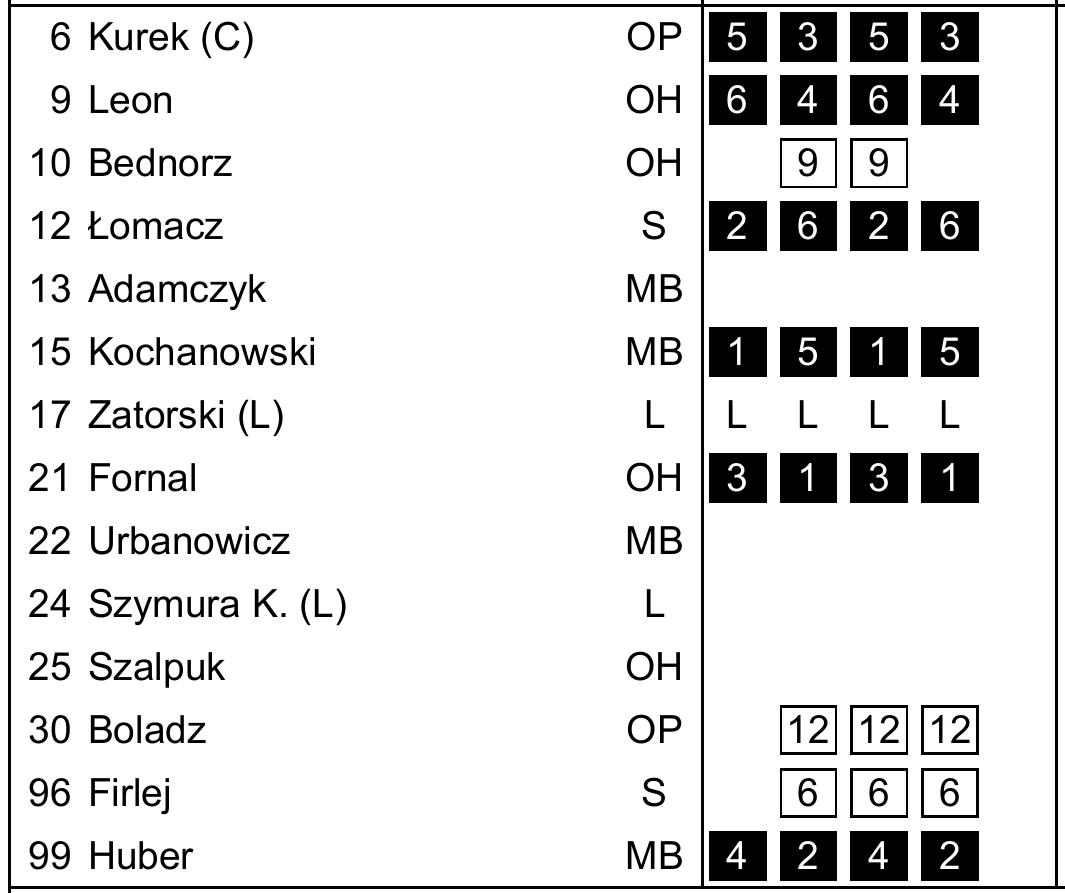 6 Kurek (C) OP 5 3 5 3
9 Leon OH 6 4 6 4
10 Bednorz OH 9 9
12 Łomacz S 2 6 2 6
13 Adamczyk MB
15 Kochanowski MB 1 5 1 5
17 Zatorski (L) L L L L L
21 Fornal OH 3 1 3 1
22 Urbanowicz MB
24 Szymura K. (L) L
25 Szalpuk OH
30 Boladz OP 12 12 12
96 Firlej S 6 6 6
99 Huber MB 4 2 4 2